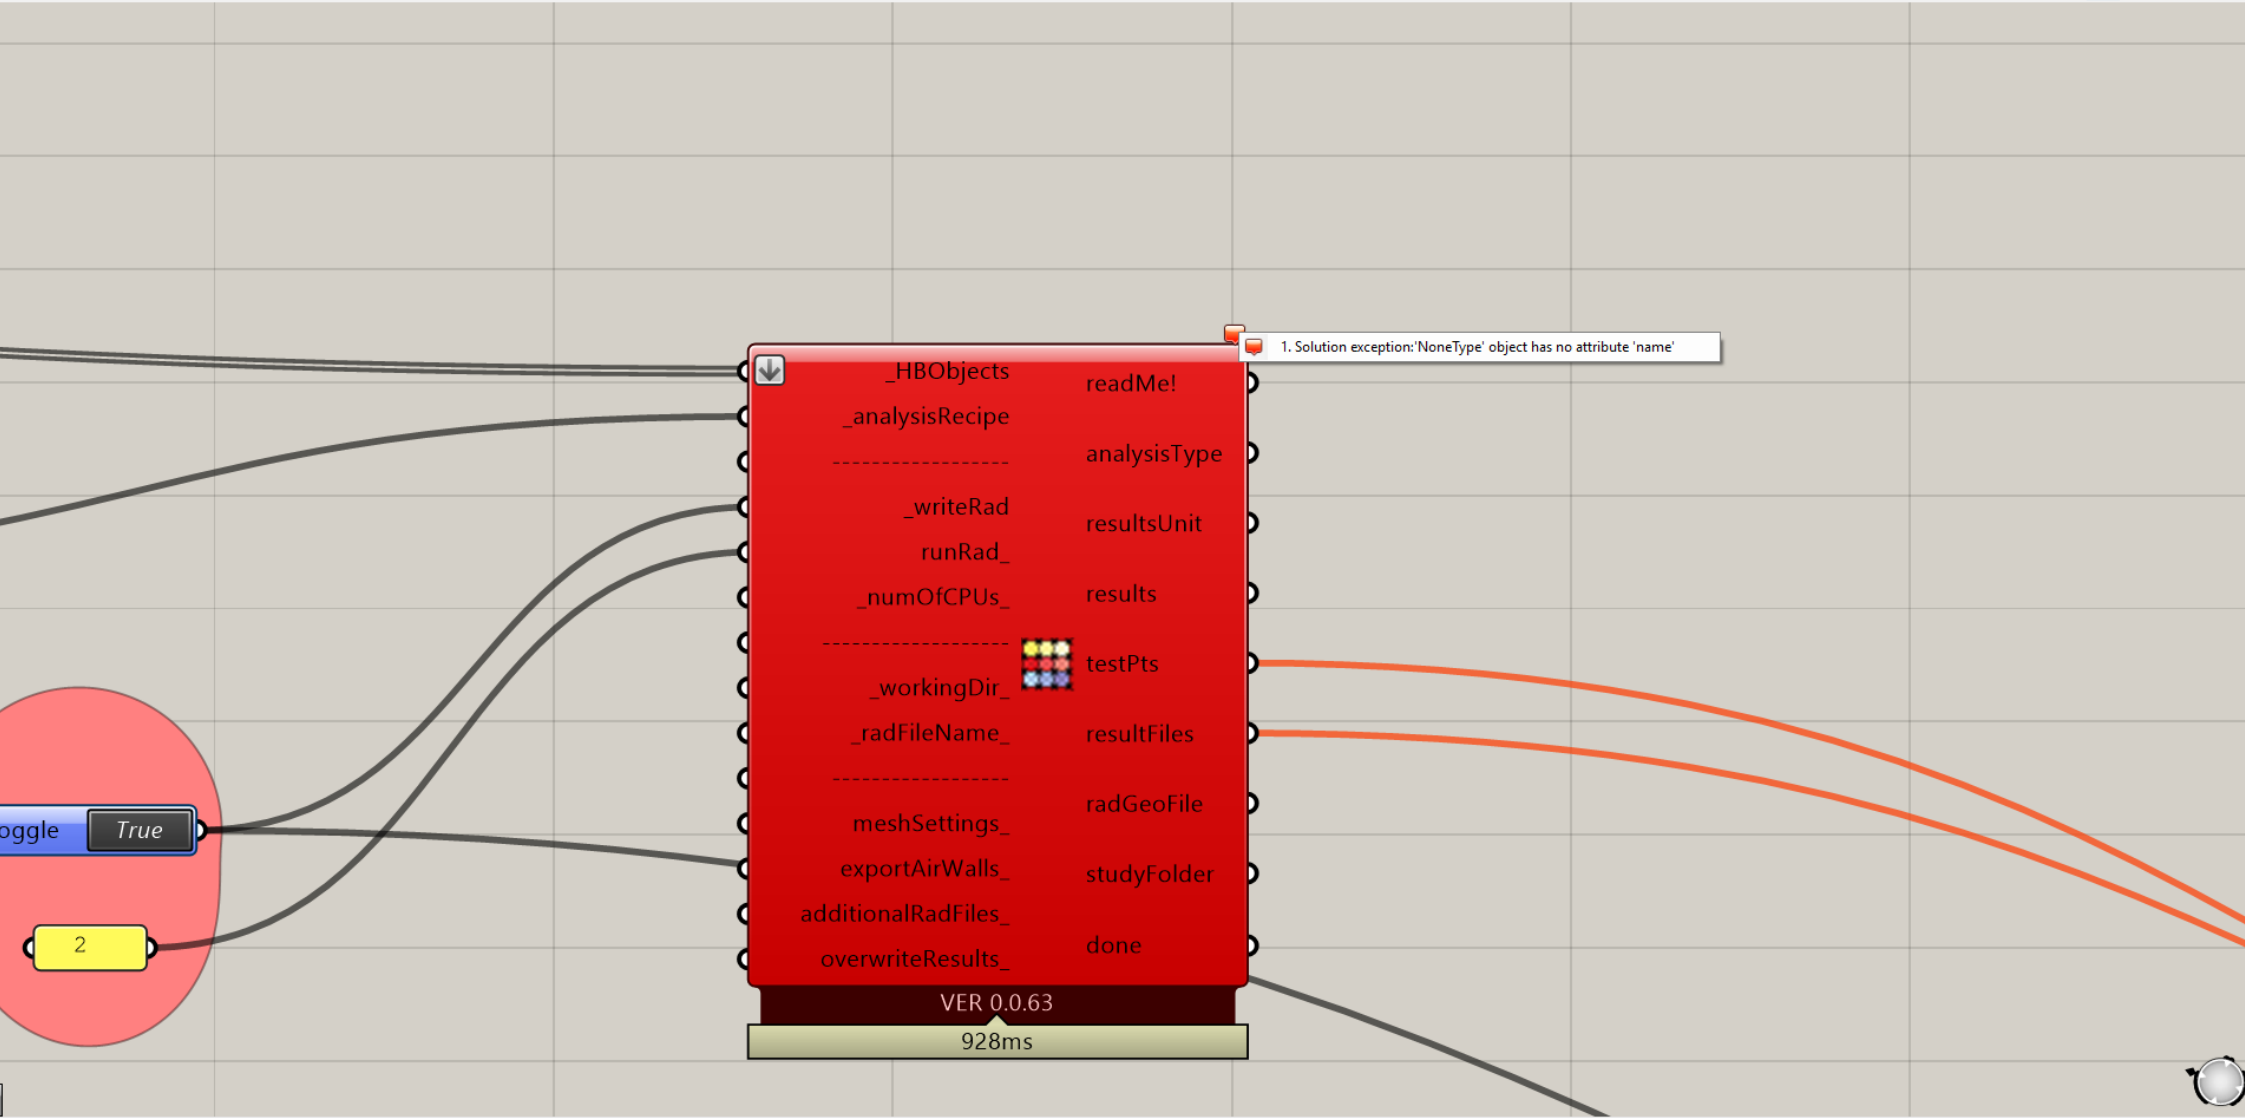 1. Solution exception:'NoneType' object has no attribute 'name'
_HBObjects
_analysisRecipe
------------------
_writeRad
runRad_
_numOfCPUs_
-------------------
_workingDir_
_radFileName_
------------------
meshSettings_
exportAirWalls_
additionalRadFiles_
overwriteResults_
readMe!
analysisType
resultsUnit
results
testPts
resultFiles
radGeoFile
studyFolder
done
VER 0.0.63
928ms
oggle
True
2